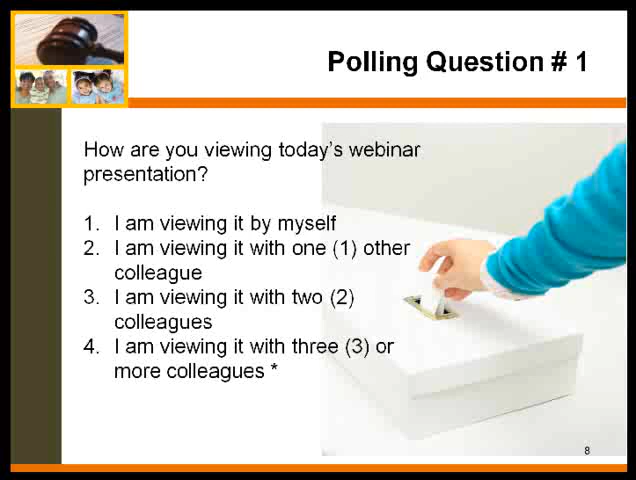 Polling Question # 1
How are you viewing today's webinar
presentation?
1. I am viewing it by myself
2. I am viewing it with one (1) other
colleague
3. I am viewing it with two (2)
colleagues
4. I am viewing it with three (3) or
more colleagues *
8